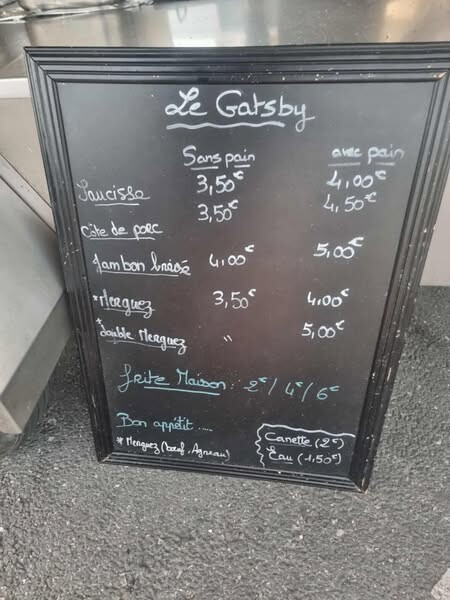 Le Gatsby
Sans pain avec pain
Saucisse 3,50€ 4,00€
Côte de porc 3,50€ 4,50€
Jambon braisé 4,00€ 5,00€
*Merguez 3,50€ 4,00€
*double Merguez " 5,00€
frite Maison : 2€/ 4€/ 6€
Bon appétit .....
* Merguez (bœuf, Agneau)
Canette (2€)
Eau (1,50€)